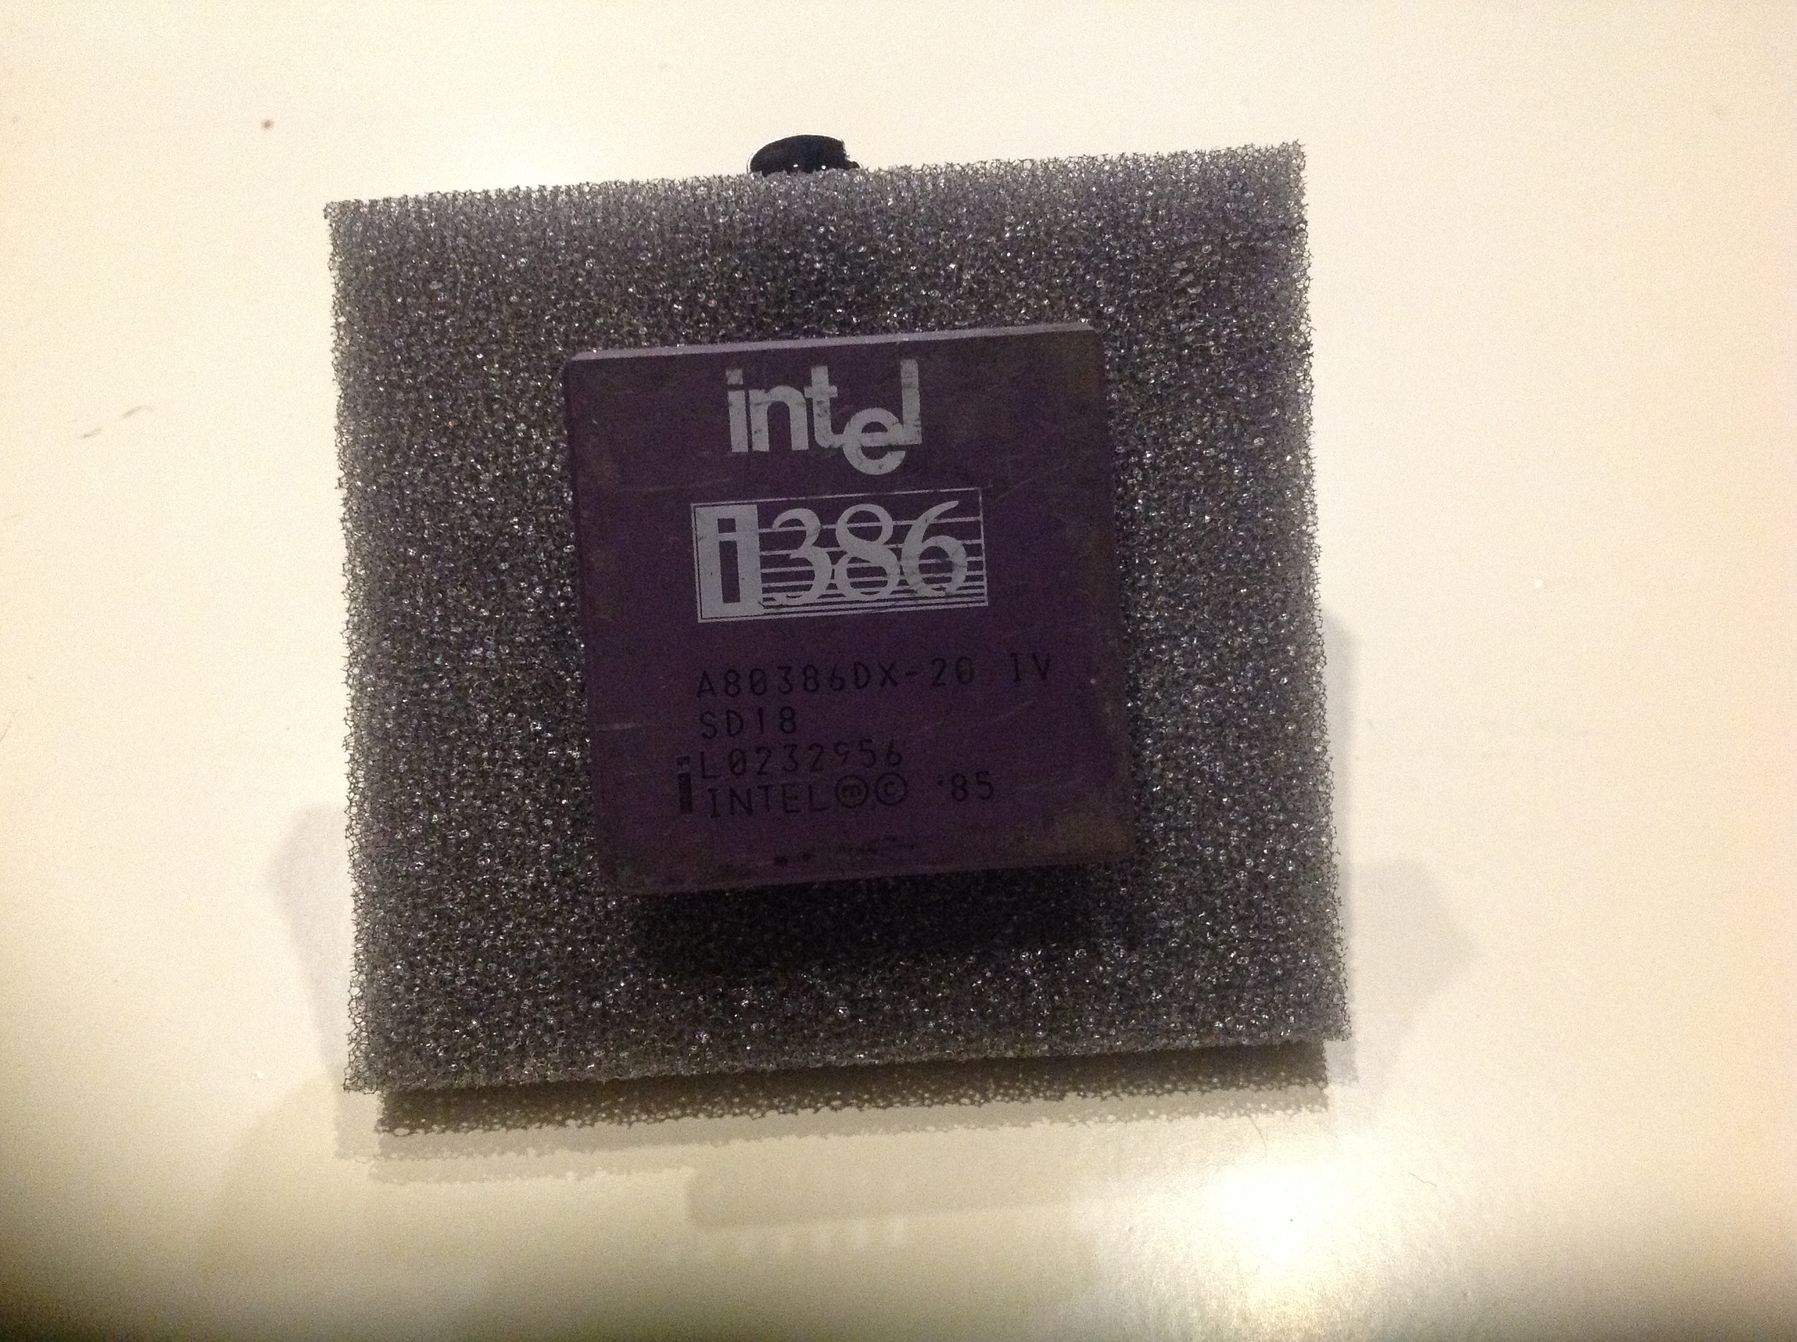 intel
i386
A80386DX-20 IV
SD18
L0232956
i INTEL ⓜ © '85